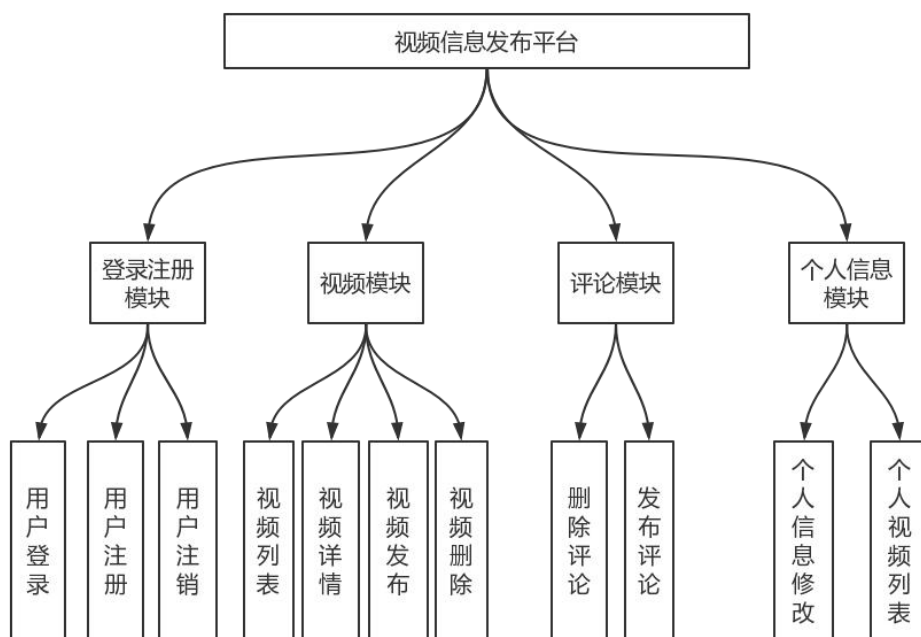 视频信息发布平台
登录注册
模块
视频模块
评论模块
个人信息
模块
用户登录
用户注册
用户注销
视频列表
视频详情
视频发布
视频删除
删除评论
发布评论
个人信息修改
个人视频列表